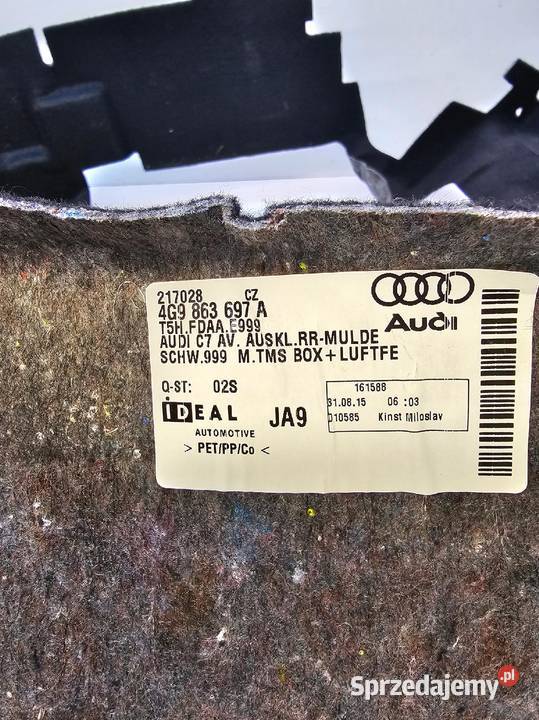 217028 CZ
4G9 863 697 A
T5H.FDAA.E999
AUDI C7 AV. AUSKL.RR-MULDE
SCHW.999 M.TMS BOX+LUFTFE
Audi
Q-ST: 02S
iDEAL
AUTOMOTIVE
JA9
> PET/PP/Co <
161588
31.08.15 06:03
010585 Kinst Miloslav
Sprzedajemy.pl